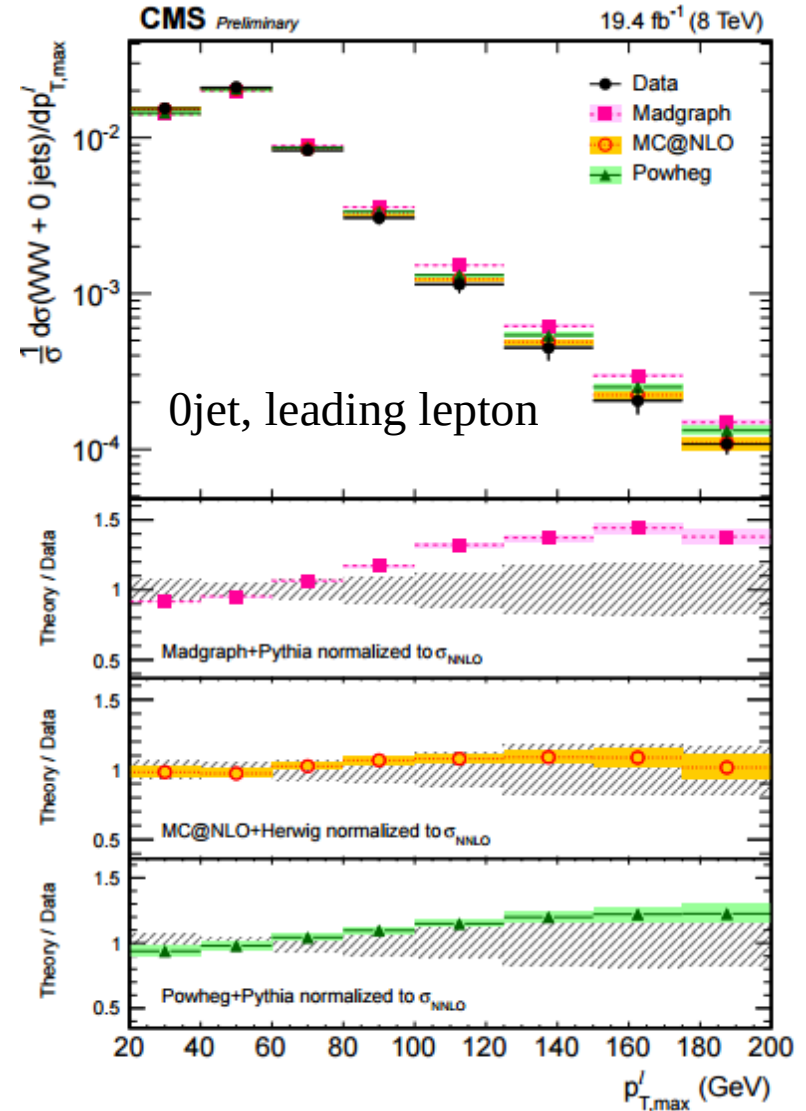 CMS Preliminary 19.4 fb⁻¹ (8 TeV)
1/σ dσ(WW + 0 jets)/dp^l_T,max
10⁻²
10⁻³
10⁻⁴
Data
Madgraph
MC@NLO
Powheg
0jet, leading lepton
Theory / Data
1.5
1
0.5
Madgraph+Pythia normalized to σ_NNLO
Theory / Data
1.5
1
0.5
MC@NLO+Herwig normalized to σ_NNLO
Theory / Data
1.5
1
0.5
Powheg+Pythia normalized to σ_NNLO
20 40 60 80 100 120 140 160 180 200
p^l_T,max (GeV)